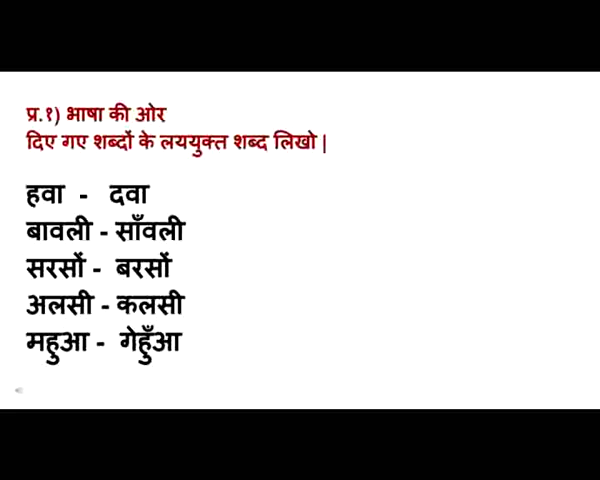 प्र.१) भाषा की ओर
दिए गए शब्दों के लययुक्त शब्द लिखो |
हवा - दवा
बावली - साँवली
सरसों - बरसों
अलसी - कलसी
महुआ - गेहुँआ